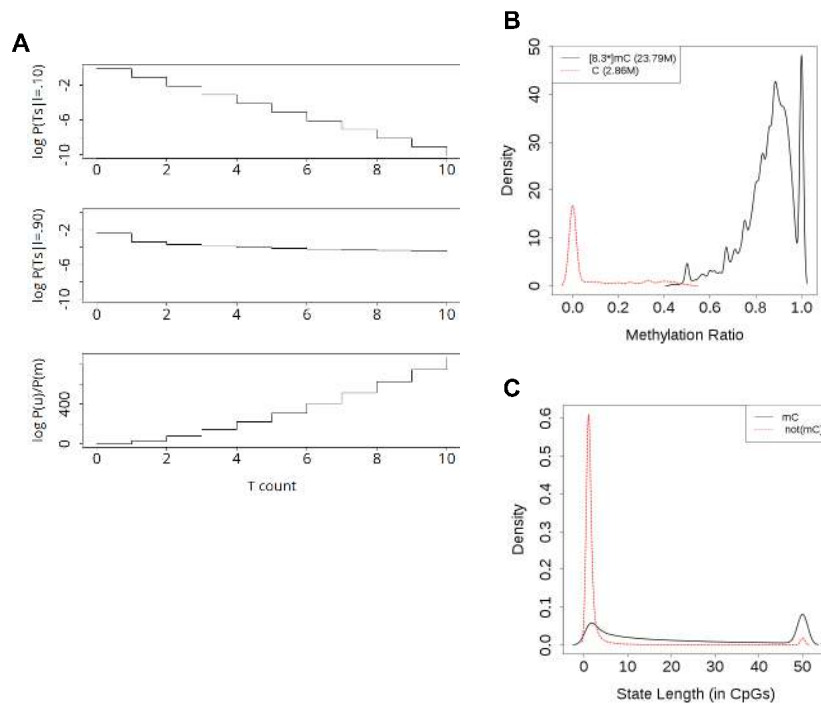 A
log P(Ts|l=.10)
-2
-6
-10
0 2 4 6 8 10
log P(Ts|l=.90)
-2
-6
-10
0 2 4 6 8 10
log P(u)/P(m)
400
0
0 2 4 6 8 10
T count
B
[8.3*]mC (23.79M)
C (2.86M)
Density
50
40
30
20
10
0
0.0 0.2 0.4 0.6 0.8 1.0
Methylation Ratio
C
mC
not(mC)
Density
0.6
0.5
0.4
0.3
0.2
0.1
0.0
0 10 20 30 40 50
State Length (in CpGs)